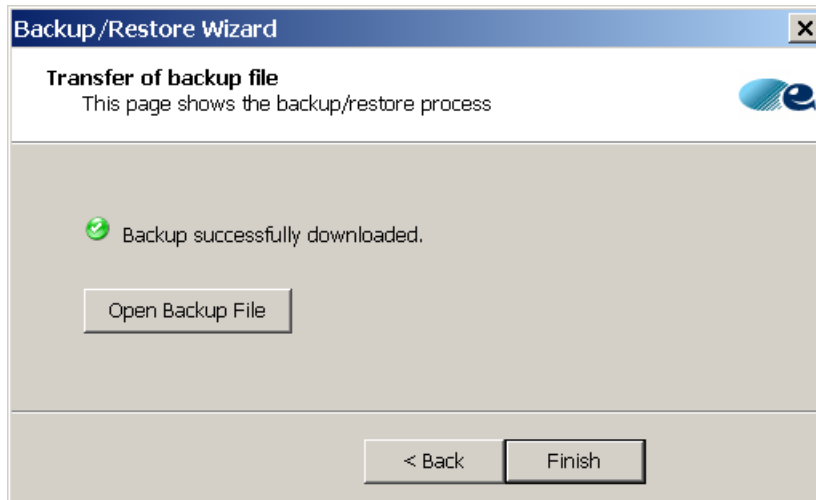 Backup/Restore Wizard
Transfer of backup file
This page shows the backup/restore process
e
Backup successfully downloaded.
Open Backup File
< Back
Finish